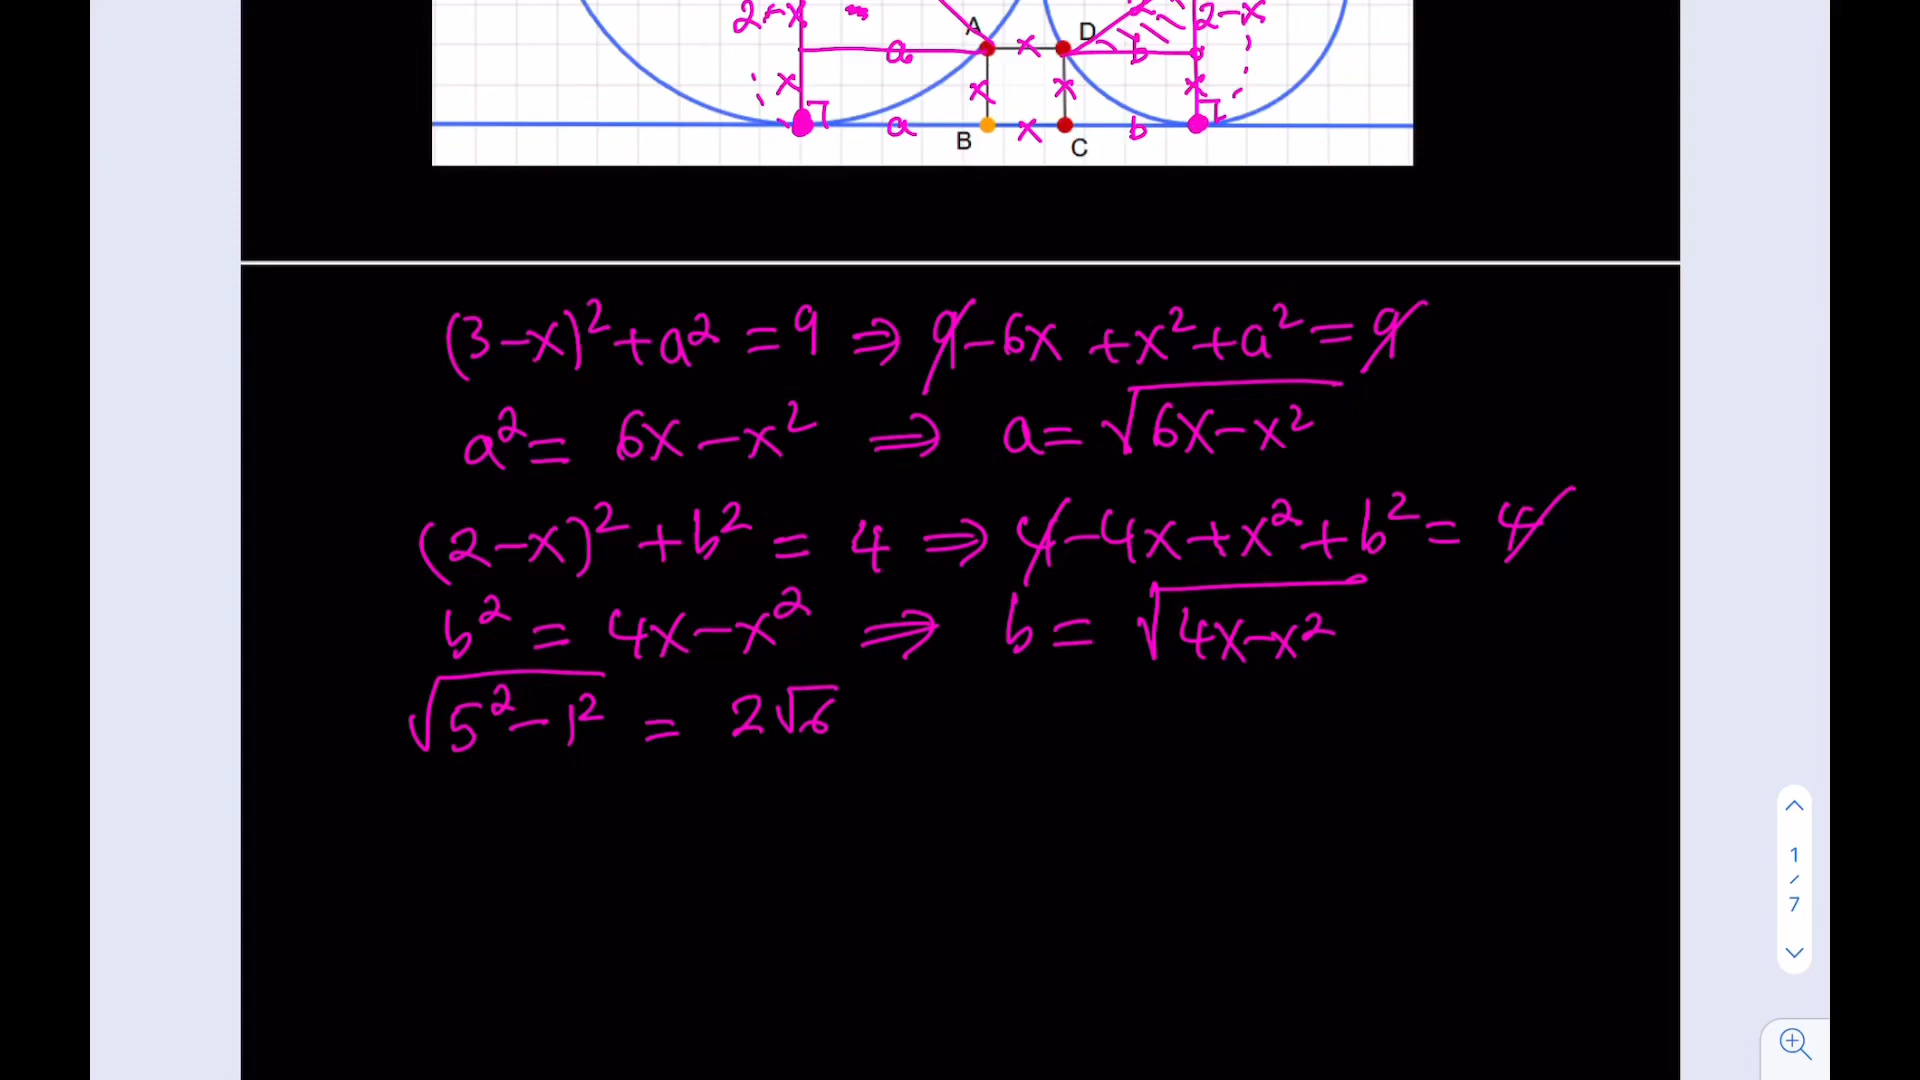 2-x 2 2-x
A D
a x b
x x x x
a B x C b
(3-x)²+a²=9 ⇒ 9-6x+x²+a²=9
a²= 6x-x² ⇒ a=√6x-x²
(2-x)²+b²=4 ⇒ 4-4x+x²+b²=4
b²=4x-x² ⇒ b=√4x-x²
√5²-1² = 2√6
1
/
7